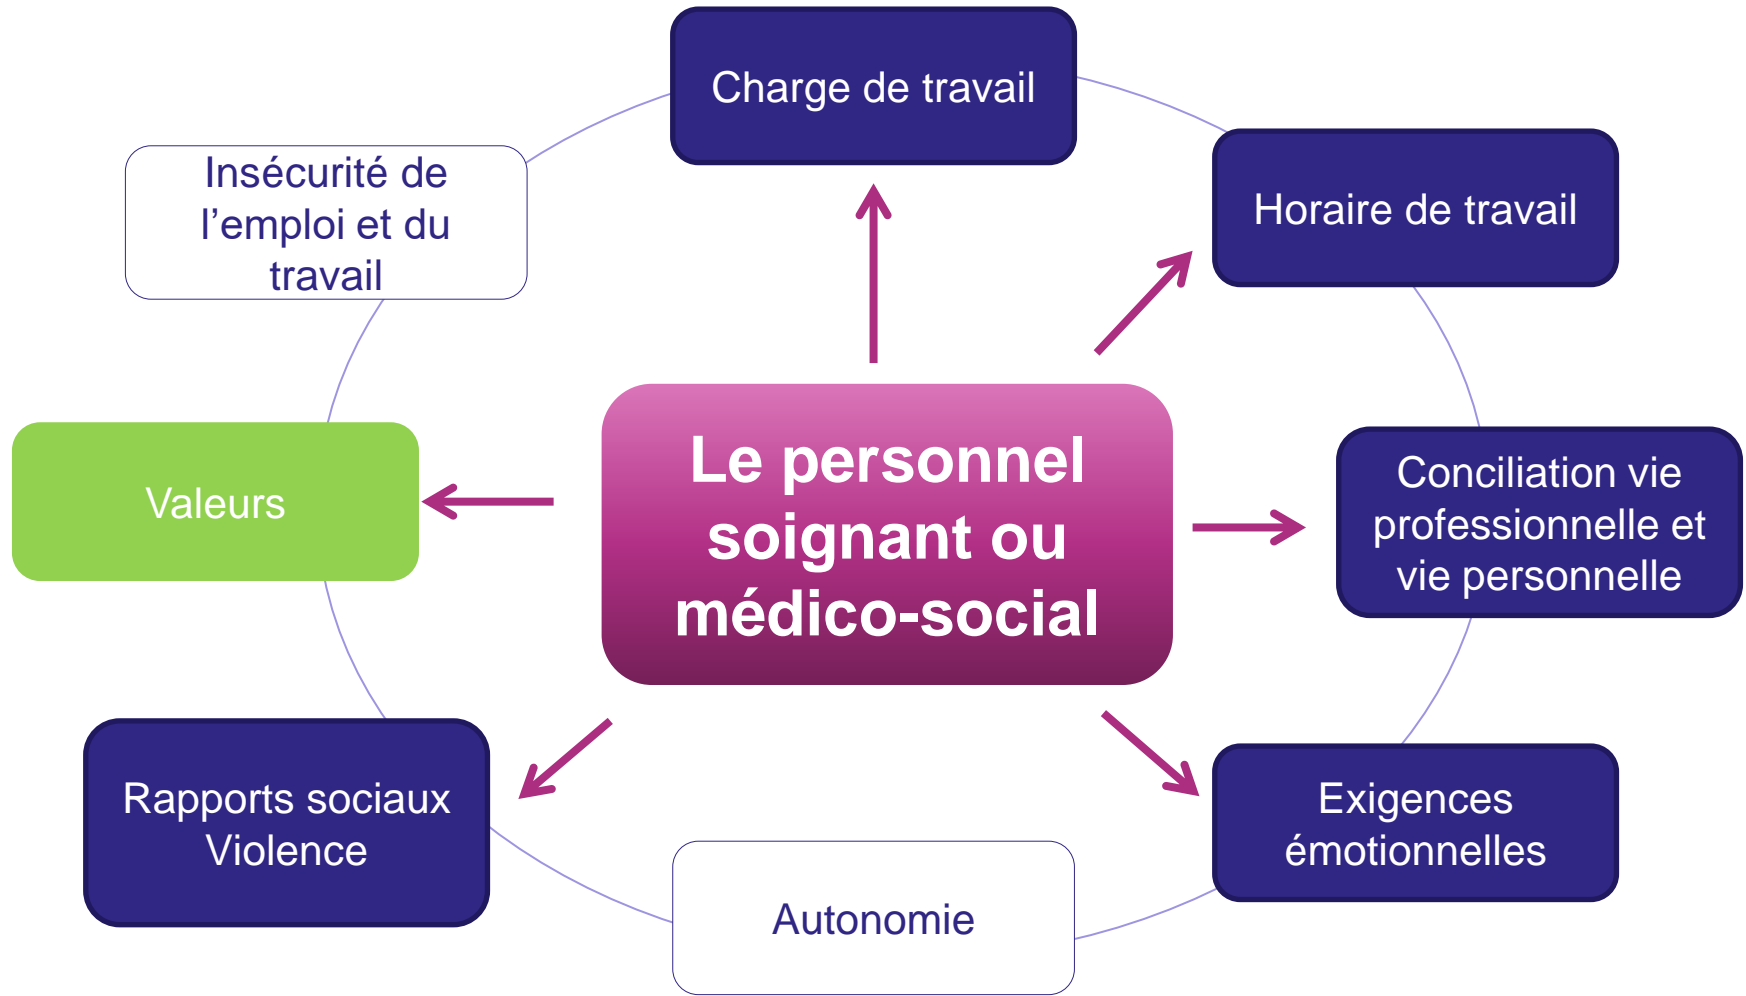 Charge de travail
Insécurité de
l’emploi et du
travail
Horaire de travail
Valeurs
Le personnel
soignant ou
médico-social
Conciliation vie
professionnelle et
vie personnelle
Rapports sociaux
Violence
Exigences
émotionnelles
Autonomie